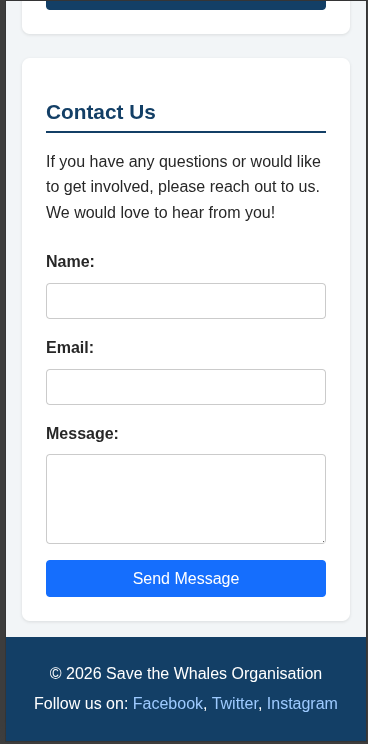 Contact Us
If you have any questions or would like
to get involved, please reach out to us.
We would love to hear from you!
Name:
Email:
Message:
Send Message
© 2026 Save the Whales Organisation
Follow us on: Facebook, Twitter, Instagram